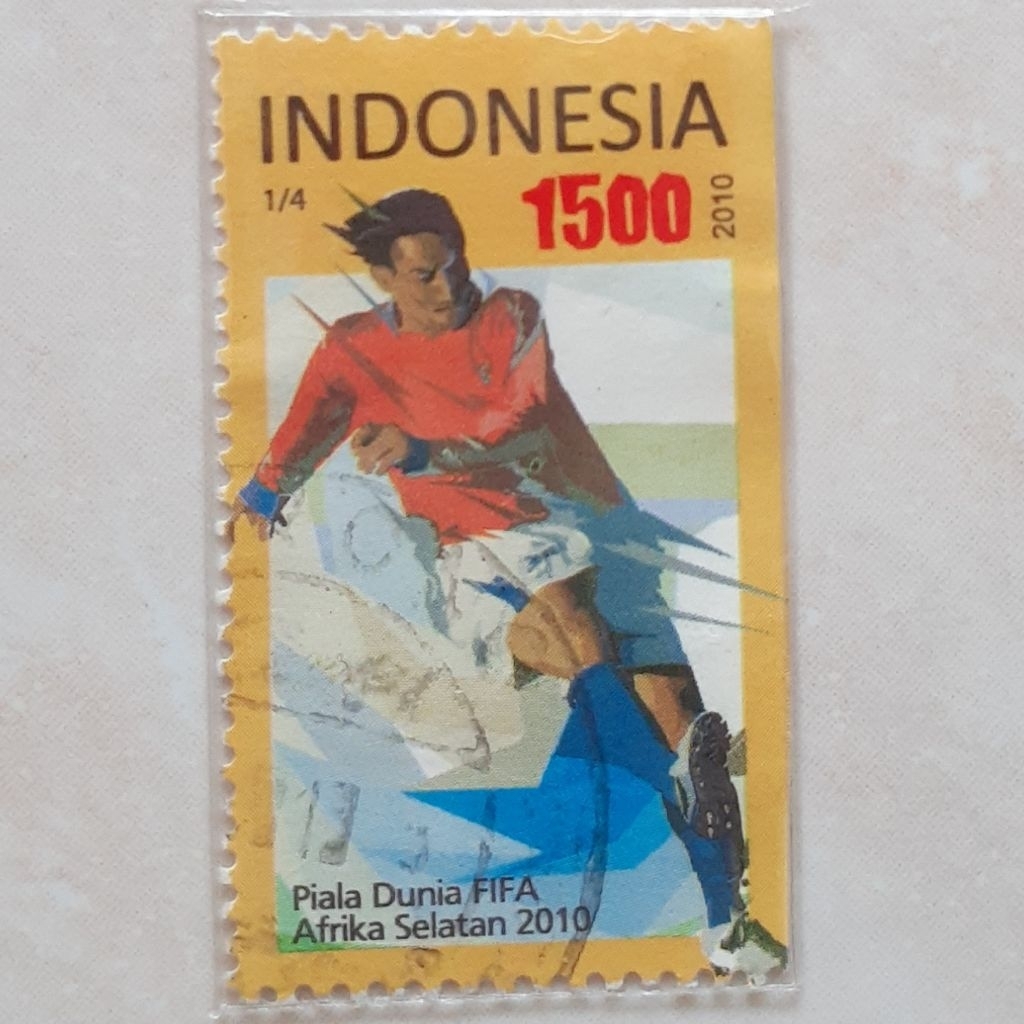 INDONESIA
1/4
1500
2010
Piala Dunia FIFA
Afrika Selatan 2010